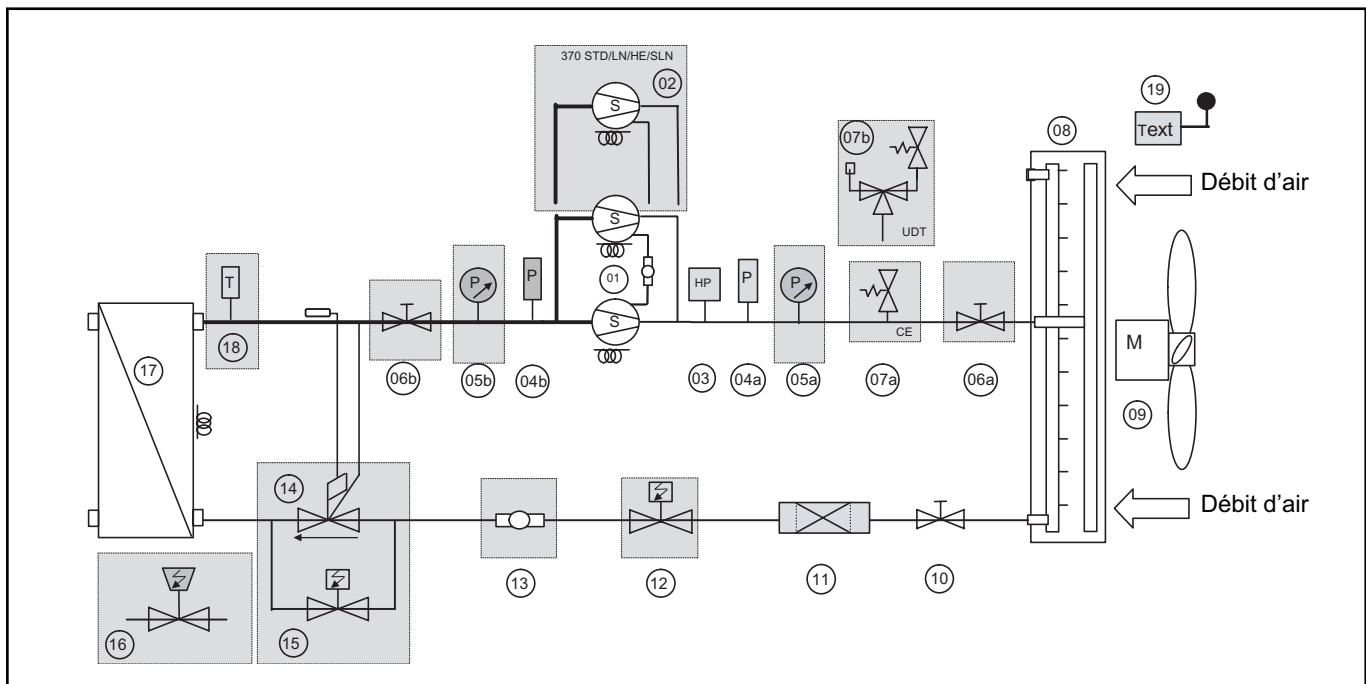 370 STD/LN/HE/SLN
02
S
19
Text
08
07b
Débit d'air
UDT
S
01
T
P
P
HP
P
P
CE
S
18
17
06b
05b
04b
03
04a
05a
07a
06a
M
09
14
Débit d'air
13
12
11
10
16
15